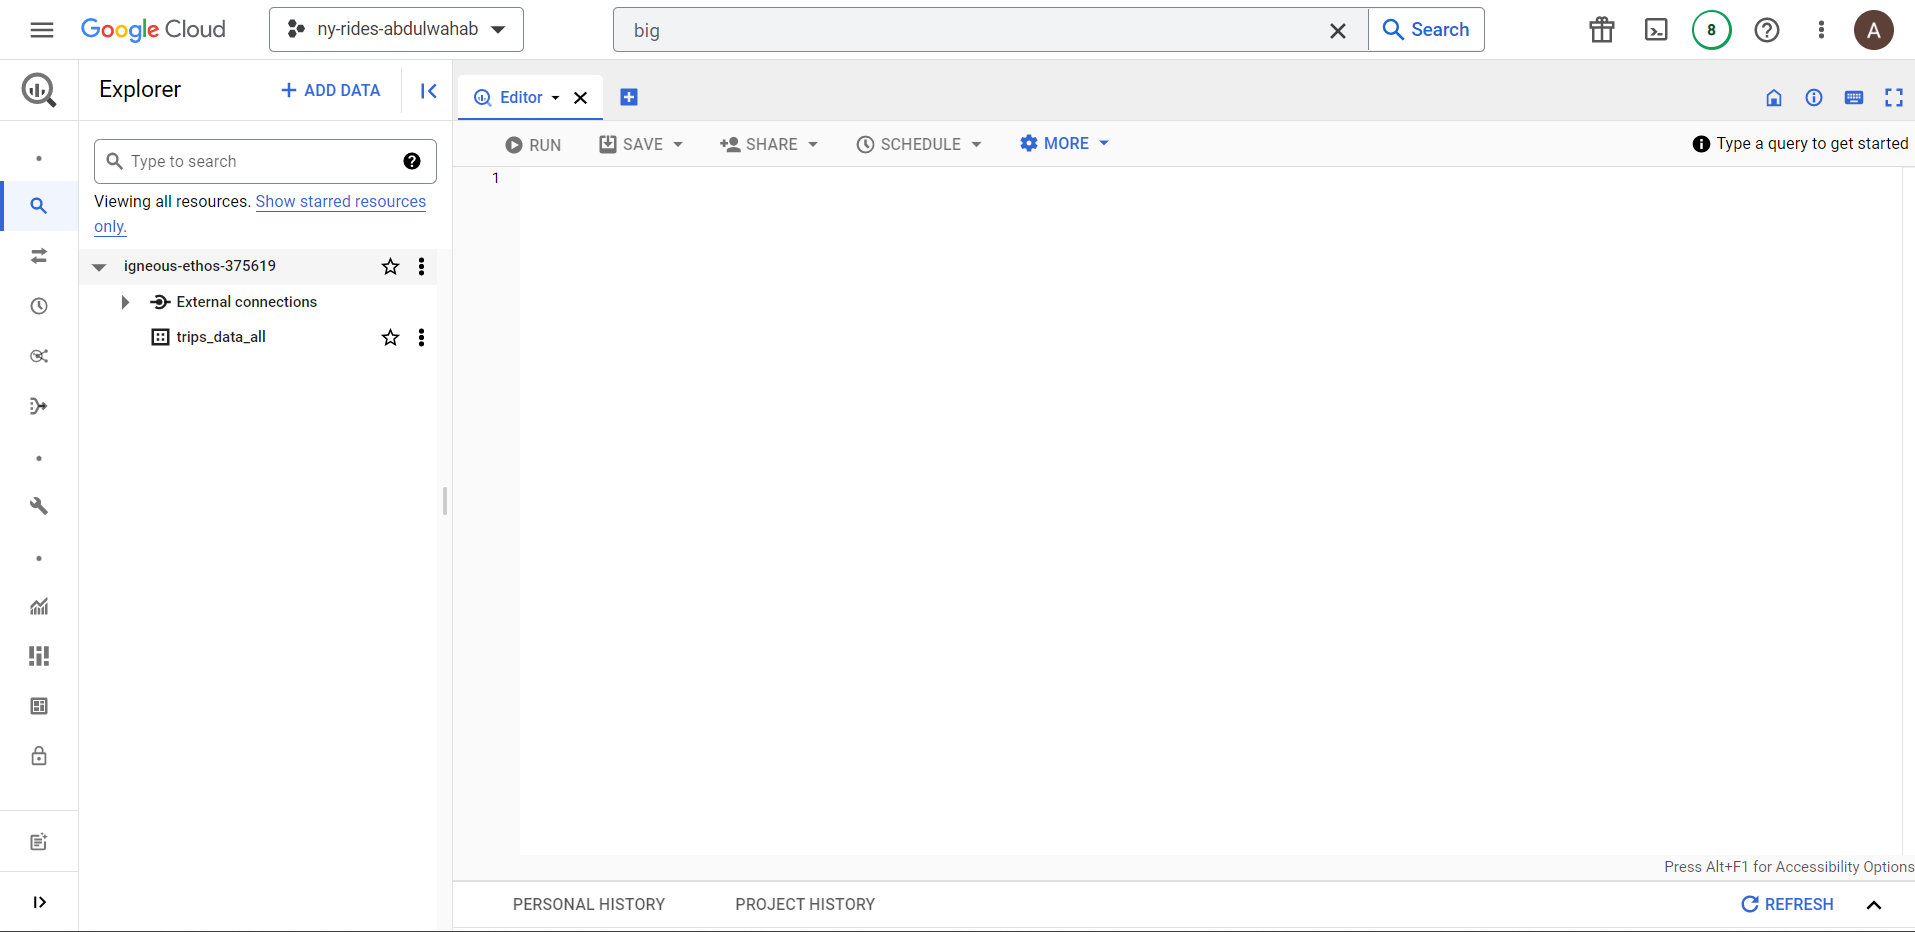 Google Cloud
ny-rides-abdulwahab
big
Search
8
A
Explorer
ADD DATA
Editor
Type to search
RUN
SAVE
SHARE
SCHEDULE
MORE
Type a query to get started
Viewing all resources. Show starred resources
only.
1
igneous-ethos-375619
External connections
trips_data_all
Press Alt+F1 for Accessibility Options
PERSONAL HISTORY
PROJECT HISTORY
REFRESH